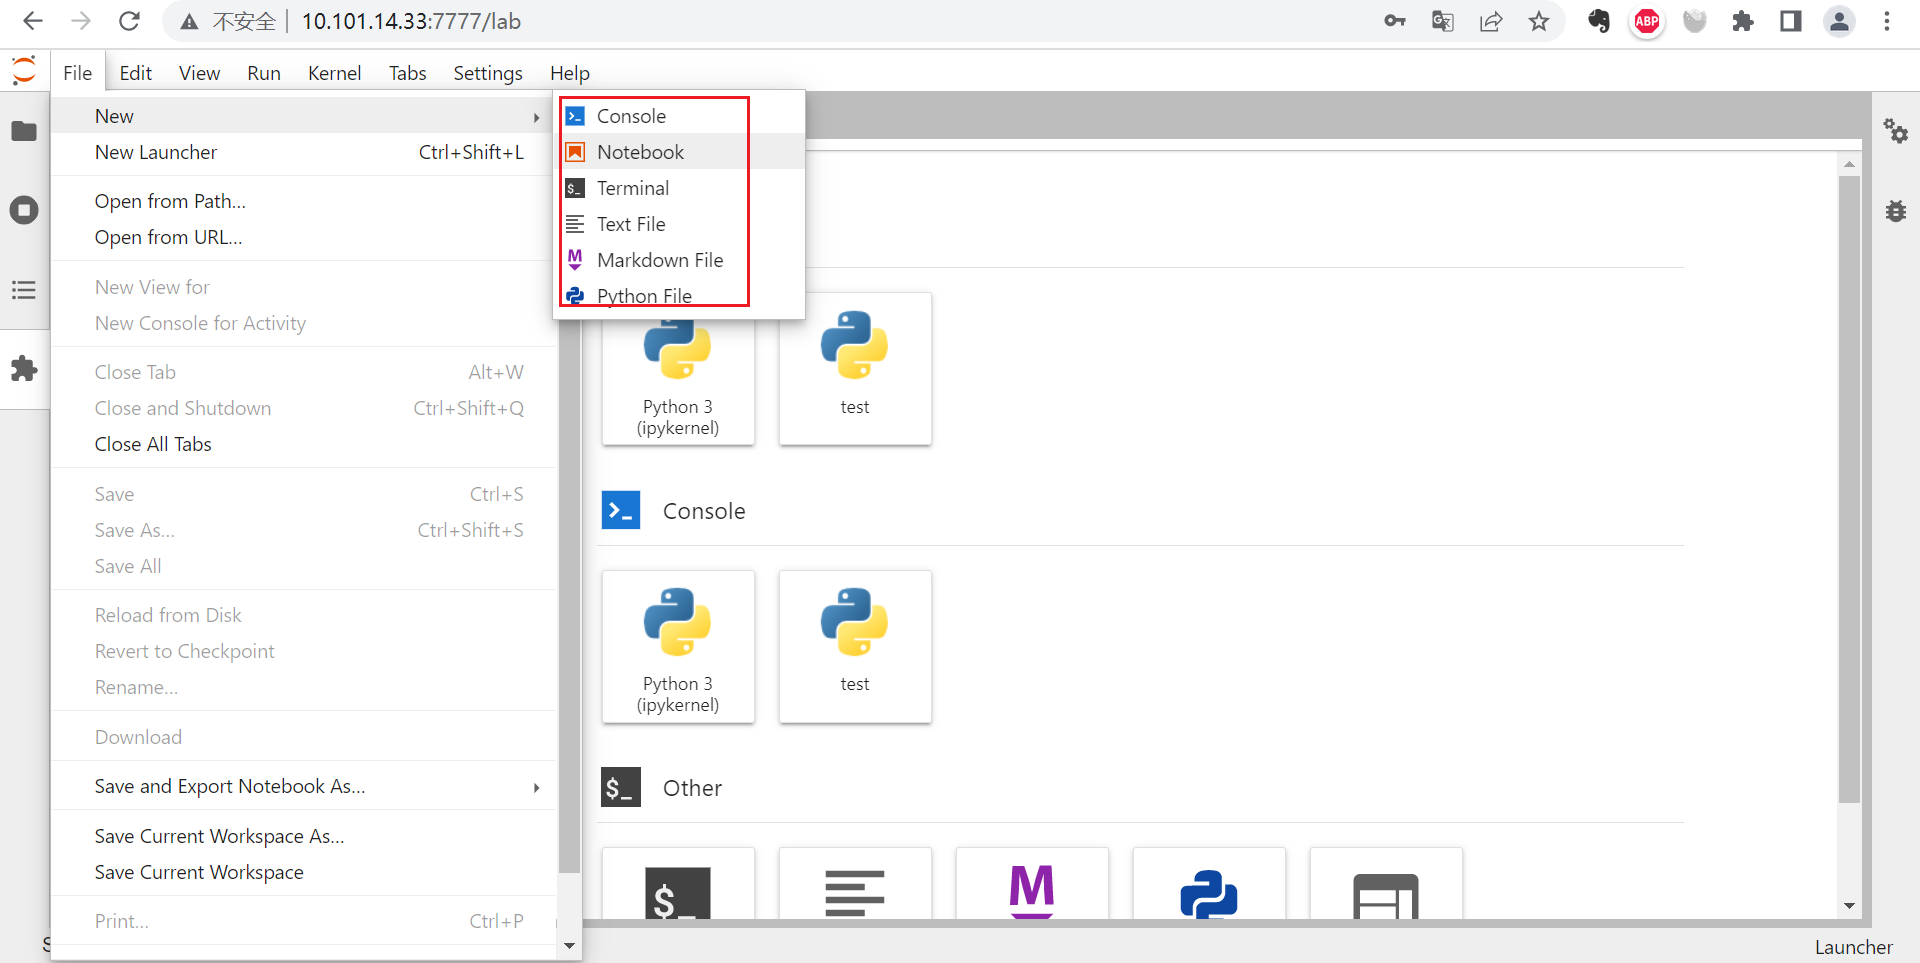 不安全 | 10.101.14.33:7777/lab
ABP
File Edit View Run Kernel Tabs Settings Help
New
New Launcher Ctrl+Shift+L
Open from Path...
Open from URL...
New View for
New Console for Activity
Close Tab Alt+W
Close and Shutdown Ctrl+Shift+Q
Close All Tabs
Save Ctrl+S
Save As... Ctrl+Shift+S
Save All
Reload from Disk
Revert to Checkpoint
Rename...
Download
Save and Export Notebook As...
Save Current Workspace As...
Save Current Workspace
Print... Ctrl+P
Console
Notebook
$_ Terminal
Text File
M Markdown File
Python File
Python 3
(ipykernel)
test
Console
Python 3
(ipykernel)
test
$_ Other
$_
M
Launcher